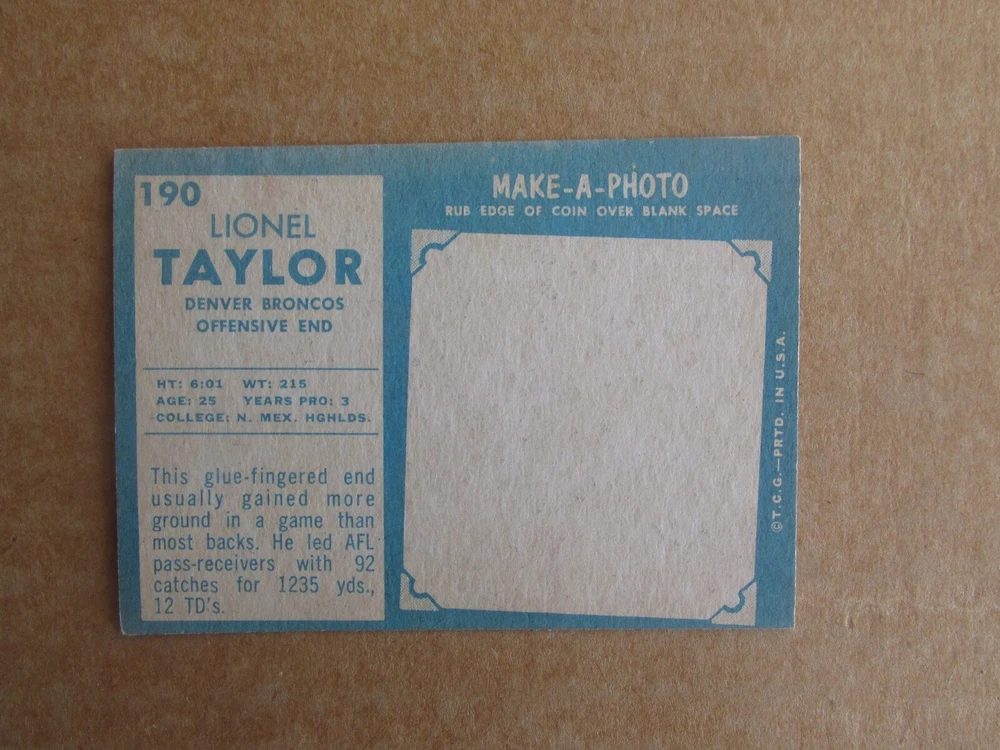 190
LIONEL
TAYLOR
DENVER BRONCOS
OFFENSIVE END
HT: 6:01 WT: 215
AGE: 25 YEARS PRO: 3
COLLEGE: N. MEX. HGHLDS.
This glue-fingered end
usually gained more
ground in a game than
most backs. He led AFL
pass-receivers with 92
catches for 1235 yds.,
12 TD's.
MAKE-A-PHOTO
RUB EDGE OF COIN OVER BLANK SPACE
©T.C.G.—PRTD. IN U.S.A.